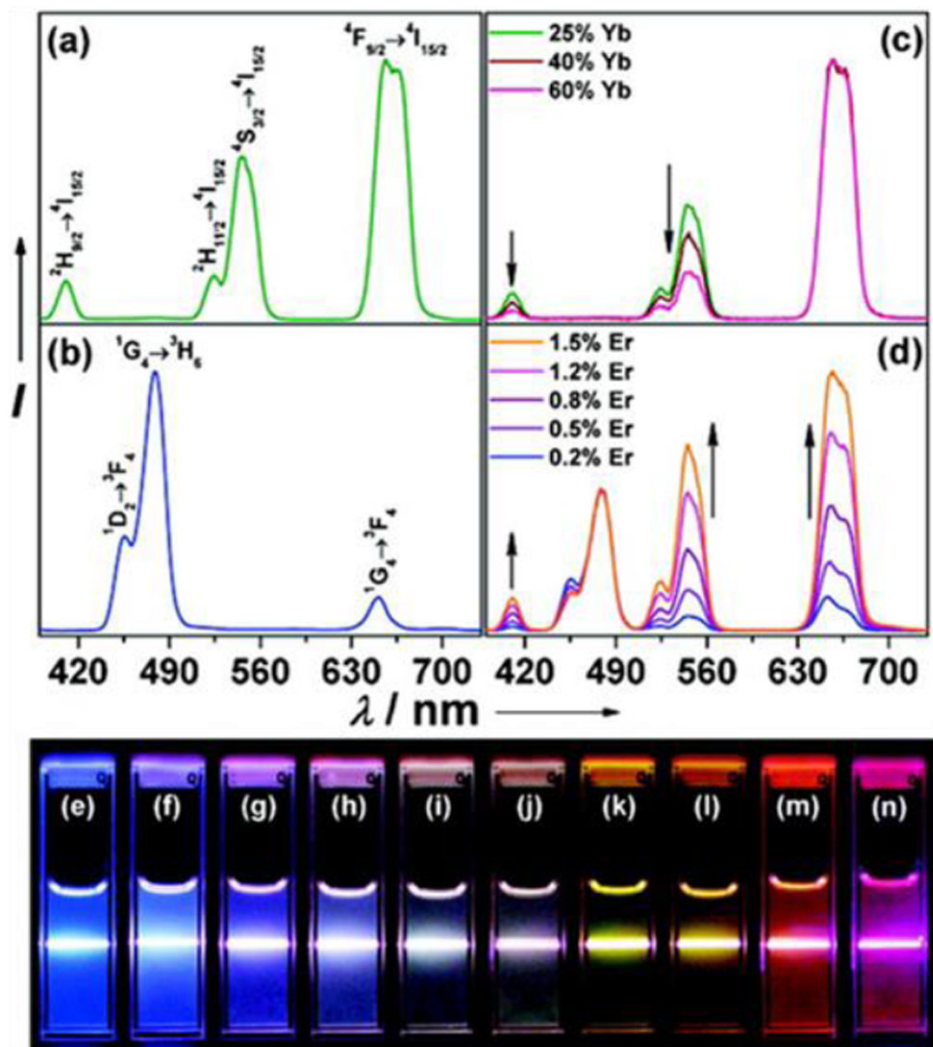 (a)
²H₉/₂→⁴I₁₅/₂
²H₁₁/₂→⁴I₁₅/₂
⁴S₃/₂→⁴I₁₅/₂
⁴F₉/₂→⁴I₁₅/₂
(c)
25% Yb
40% Yb
60% Yb
(b)
¹D₂→³F₄
¹G₄→³H₆
¹G₄→³F₄
(d)
1.5% Er
1.2% Er
0.8% Er
0.5% Er
0.2% Er
I
420 490 560 630 700 420 490 560 630 700
λ / nm
(e) (f) (g) (h) (i) (j) (k) (l) (m) (n)